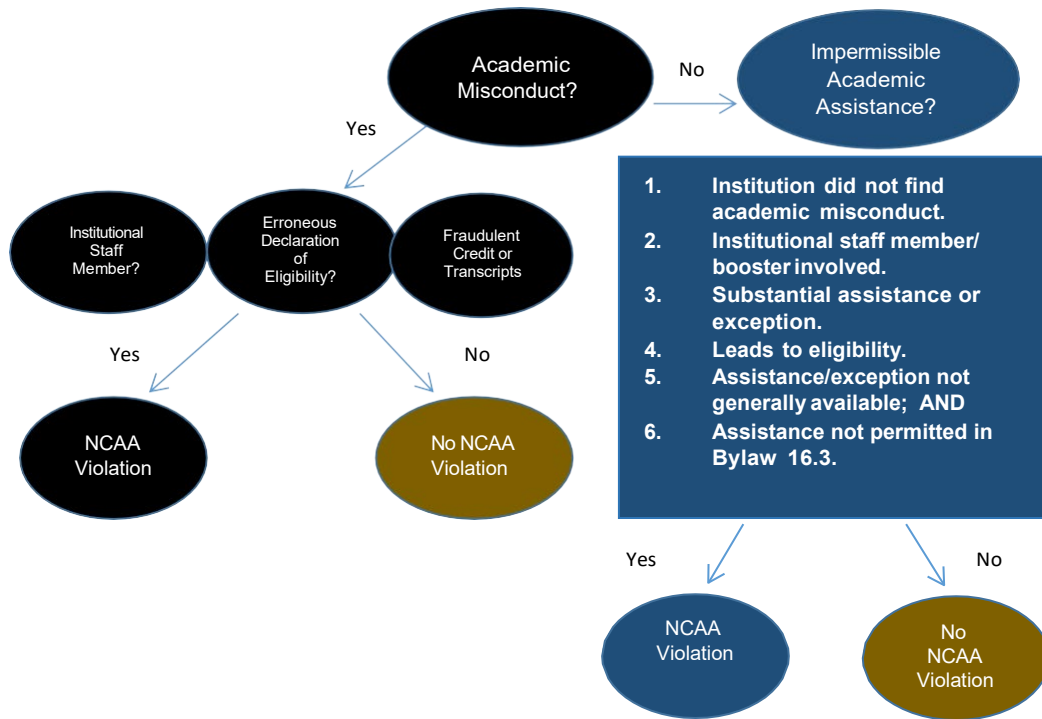 Academic
Misconduct?
No
Impermissible
Academic
Assistance?
Yes
Institutional
Staff
Member?
Erroneous
Declaration
of
Eligibility?
Fraudulent
Credit or
Transcripts
Yes
No
NCAA
Violation
No NCAA
Violation
1. Institution did not find
academic misconduct.
2. Institutional staff member/
booster involved.
3. Substantial assistance or
exception.
4. Leads to eligibility.
5. Assistance/exception not
generally available; AND
6. Assistance not permitted in
Bylaw 16.3.
Yes
No
NCAA
Violation
No
NCAA
Violation